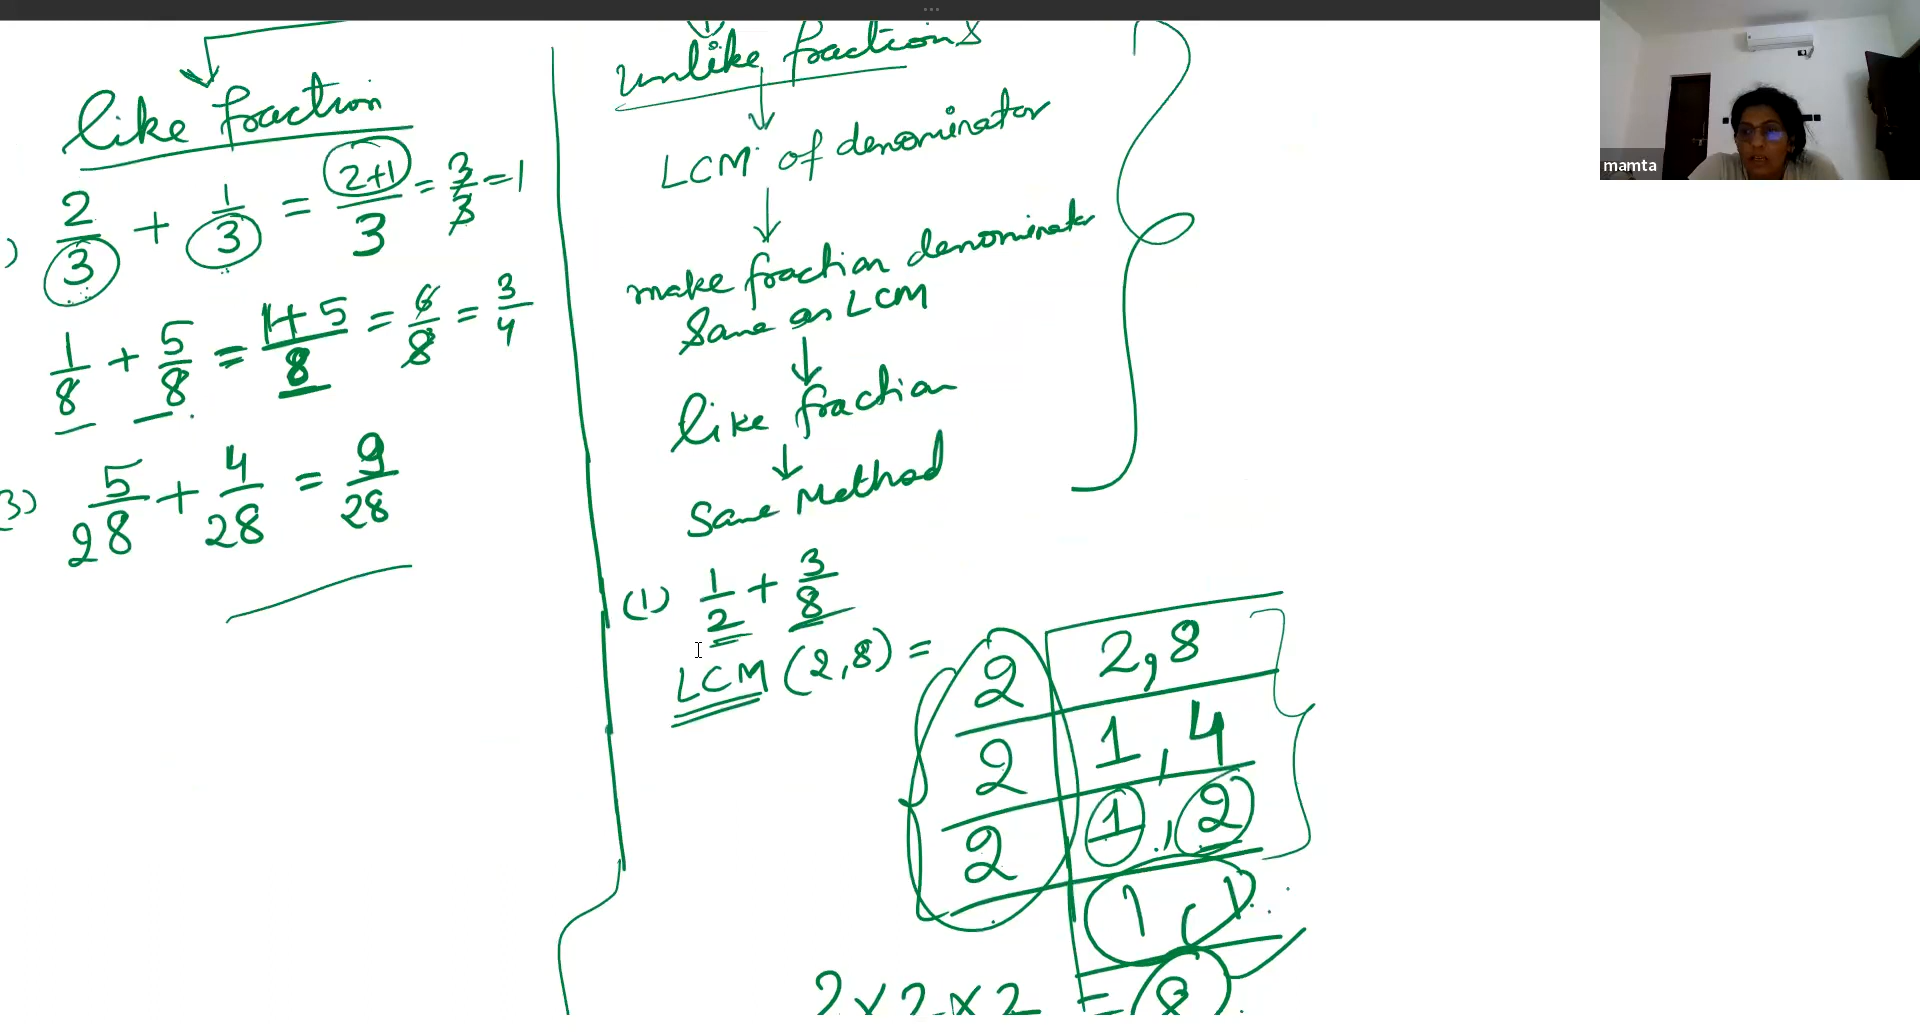 like fraction
) 2/3 + 1/3 = 2+1/3 = 3/3 = 1
1/8 + 5/8 = 1+5/8 = 6/8 = 3/4
3) 5/28 + 4/28 = 9/28
unlike fractions
LCM of denominator
make fraction denominator
Same as LCM
like fraction
Same Method
(1) 1/2 + 3/8
LCM (2,8) =
2 | 2,8
2 | 1,4
2 | 1,2
1,1
2×2×2 = 8
mamta